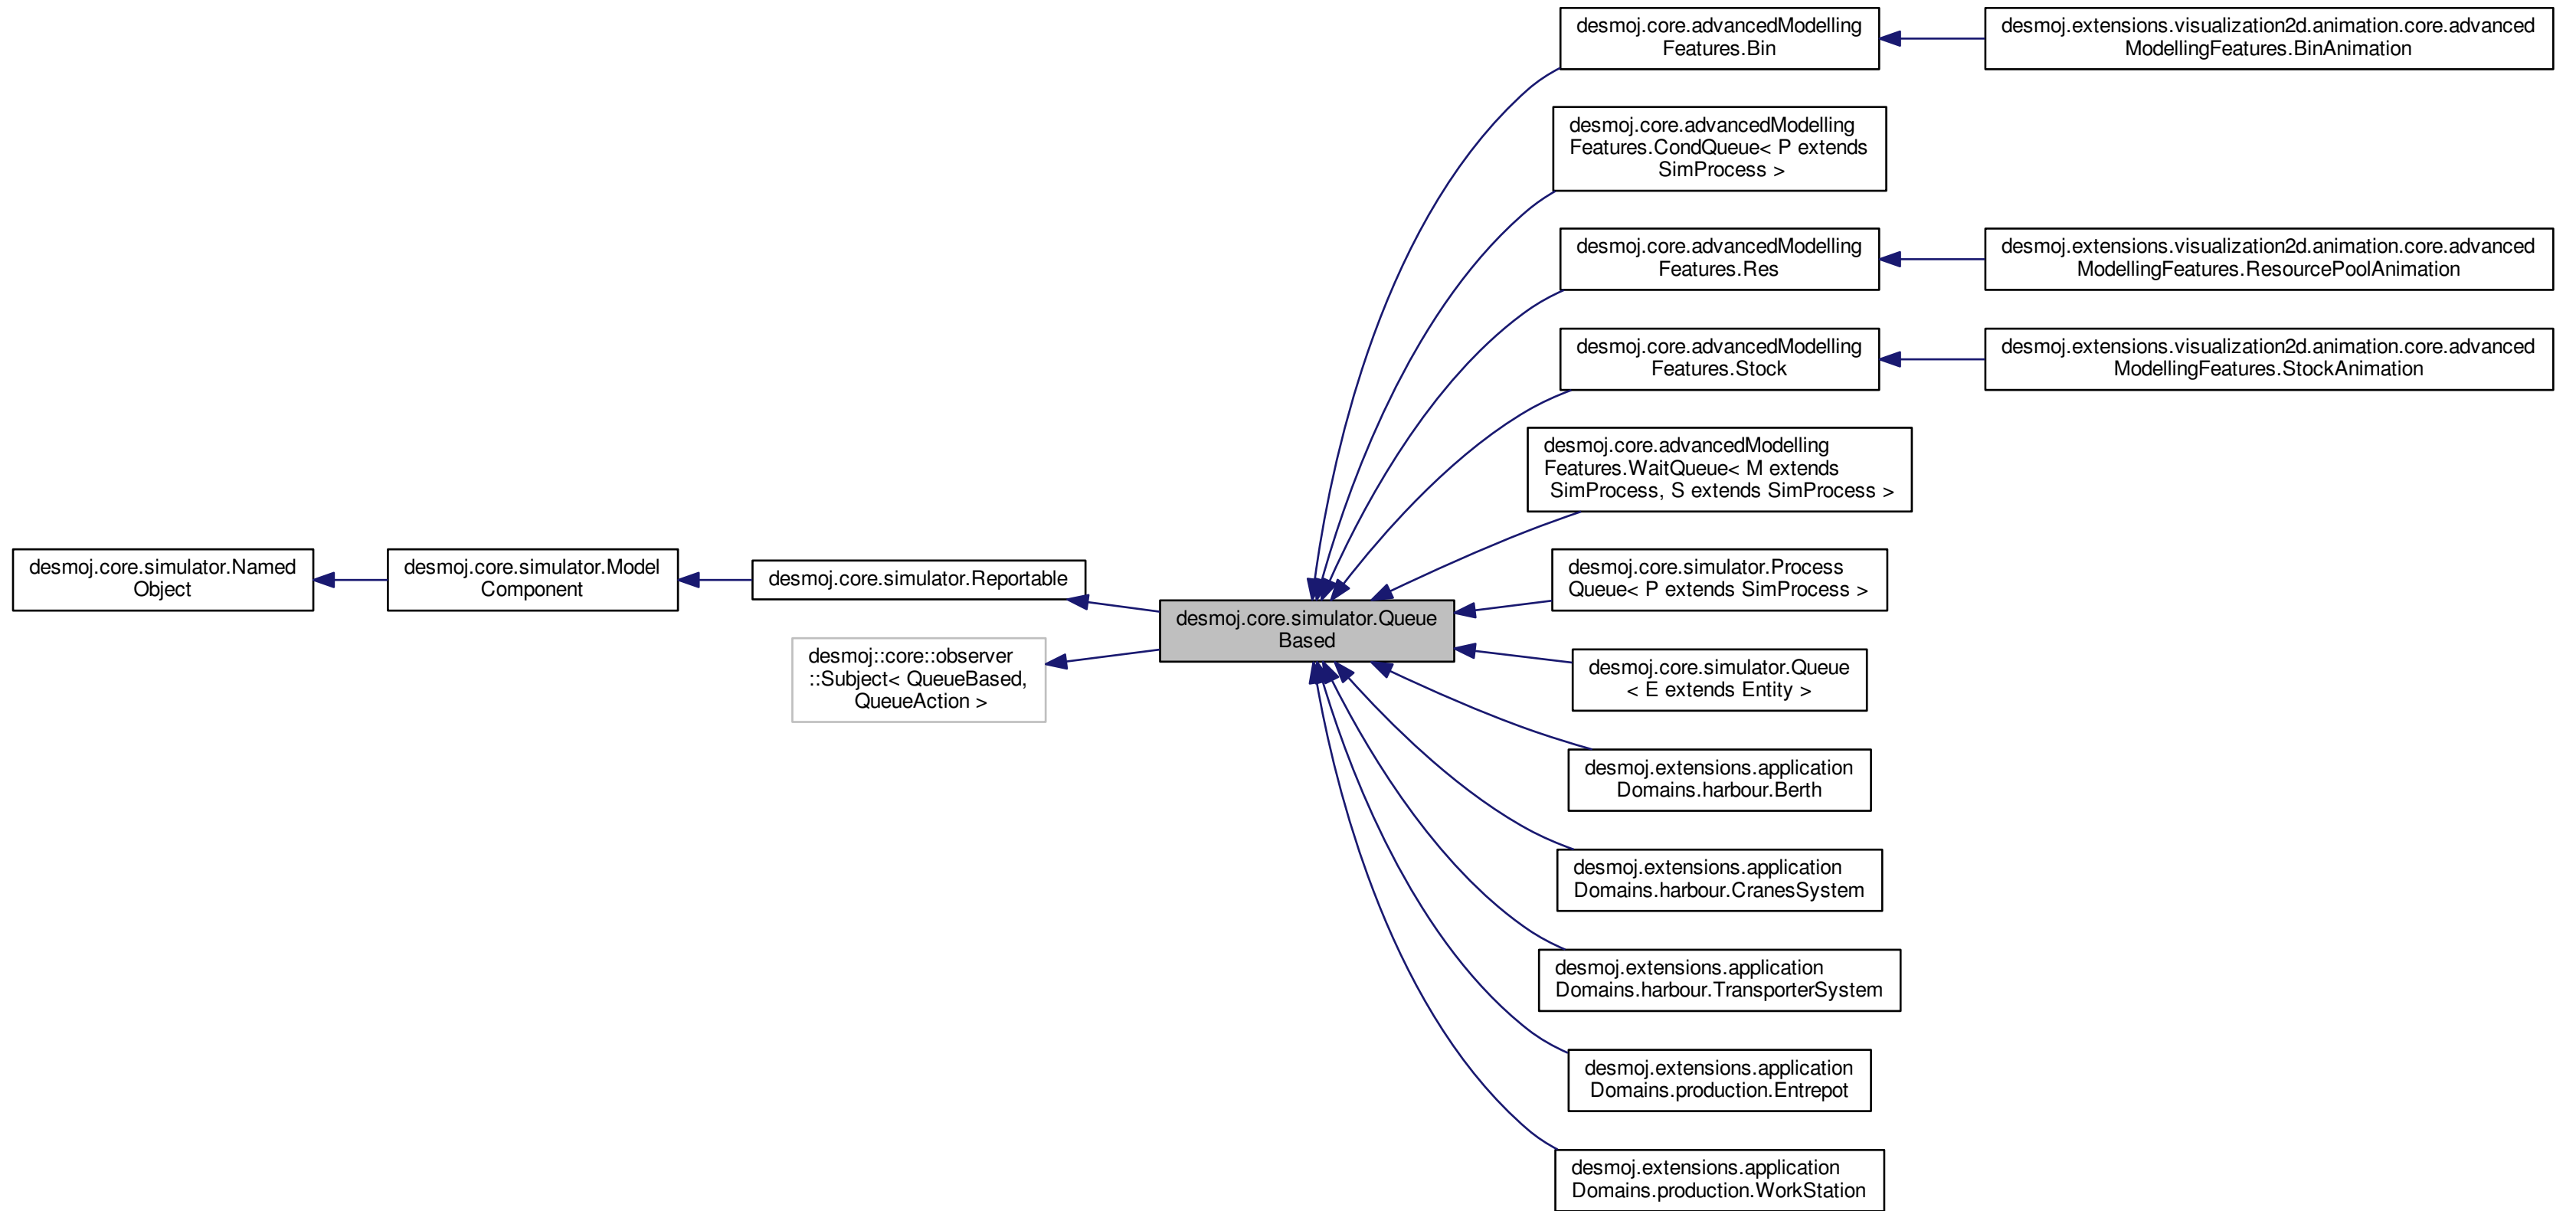 desmoj.core.simulator.Named
Object
desmoj.core.simulator.Model
Component
desmoj.core.simulator.Reportable
desmoj::core::observer
::Subject< QueueBased,
QueueAction >
desmoj.core.simulator.Queue
Based
desmoj.core.advancedModelling
Features.Bin
desmoj.extensions.visualization2d.animation.core.advanced
ModellingFeatures.BinAnimation
desmoj.core.advancedModelling
Features.CondQueue< P extends
SimProcess >
desmoj.core.advancedModelling
Features.Res
desmoj.extensions.visualization2d.animation.core.advanced
ModellingFeatures.ResourcePoolAnimation
desmoj.core.advancedModelling
Features.Stock
desmoj.extensions.visualization2d.animation.core.advanced
ModellingFeatures.StockAnimation
desmoj.core.advancedModelling
Features.WaitQueue< M extends
SimProcess, S extends SimProcess >
desmoj.core.simulator.Process
Queue< P extends SimProcess >
desmoj.core.simulator.Queue
< E extends Entity >
desmoj.extensions.application
Domains.harbour.Berth
desmoj.extensions.application
Domains.harbour.CranesSystem
desmoj.extensions.application
Domains.harbour.TransporterSystem
desmoj.extensions.application
Domains.production.Entrepot
desmoj.extensions.application
Domains.production.WorkStation